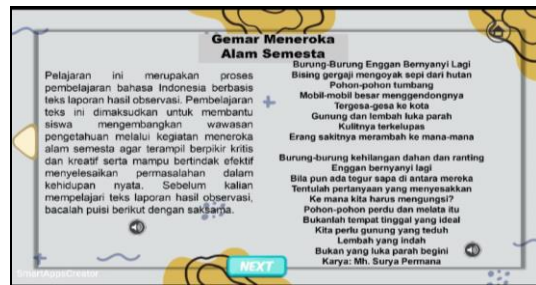 Gemar Meneroka
Alam Semesta
Pelajaran ini merupakan proses
pembelajaran bahasa Indonesia berbasis
teks laporan hasil observasi. Pembelajaran
teks ini dimaksudkan untuk membantu
siswa mengembangkan wawasan
pengetahuan melalui kegiatan meneroka
alam semesta agar terampil berpikir kritis
dan kreatif serta mampu bertindak efektif
menyelesaikan permasalahan dalam
kehidupan nyata. Sebelum kalian
mempelajari teks laporan hasil observasi,
bacalah puisi berikut dengan saksama.
Burung-Burung Enggan Bernyanyi Lagi
Bising gergaji mengoyak sepi dari hutan
Pohon-pohon tumbang
Mobil-mobil besar menggendongnya
Tergesa-gesa ke kota
Gunung dan lembah luka parah
Kulitnya terkelupas
Erang sakitnya merambah ke mana-mana
Burung-burung kehilangan dahan dan ranting
Enggan bernyanyi lagi
Bila pun ada tegur sapa di antara mereka
Tentulah pertanyaan yang menyesakkan
Ke mana kita harus mengungsi?
Pohon-pohon perdu dan melata itu
Bukanlah tempat tinggal yang ideal
Kita perlu gunung yang teduh
Lembah yang indah
Bukan yang luka parah begini
Karya: Mh. Surya Permana
NEXT
SmartAppsCreator